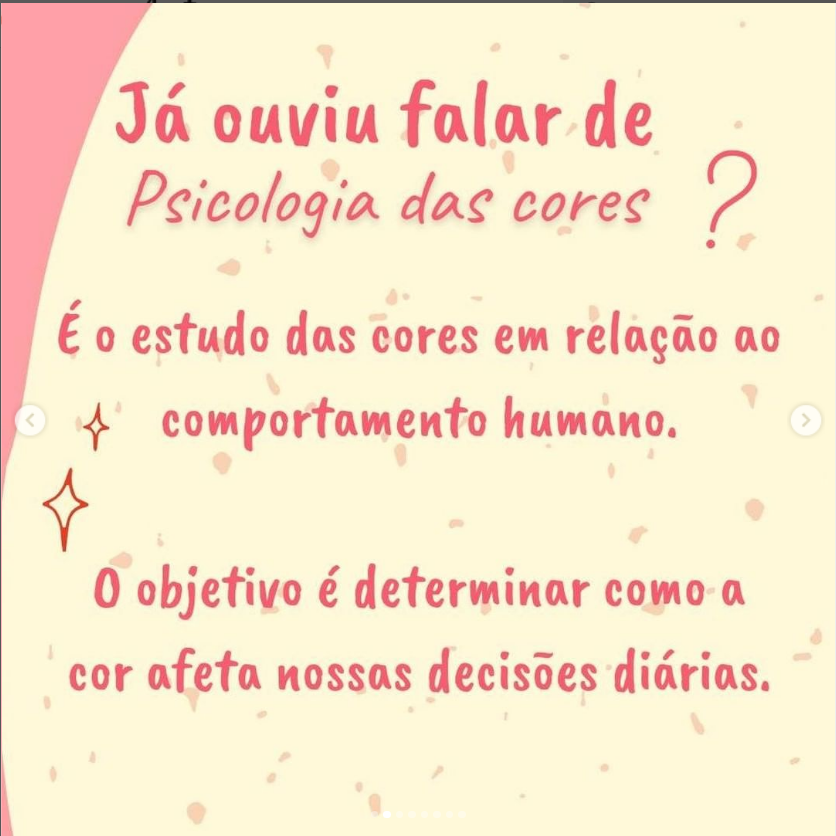 Já ouviu falar de
Psicologia das cores ?
É o estudo das cores em relação ao
comportamento humano.
O objetivo é determinar como a
cor afeta nossas decisões diárias.